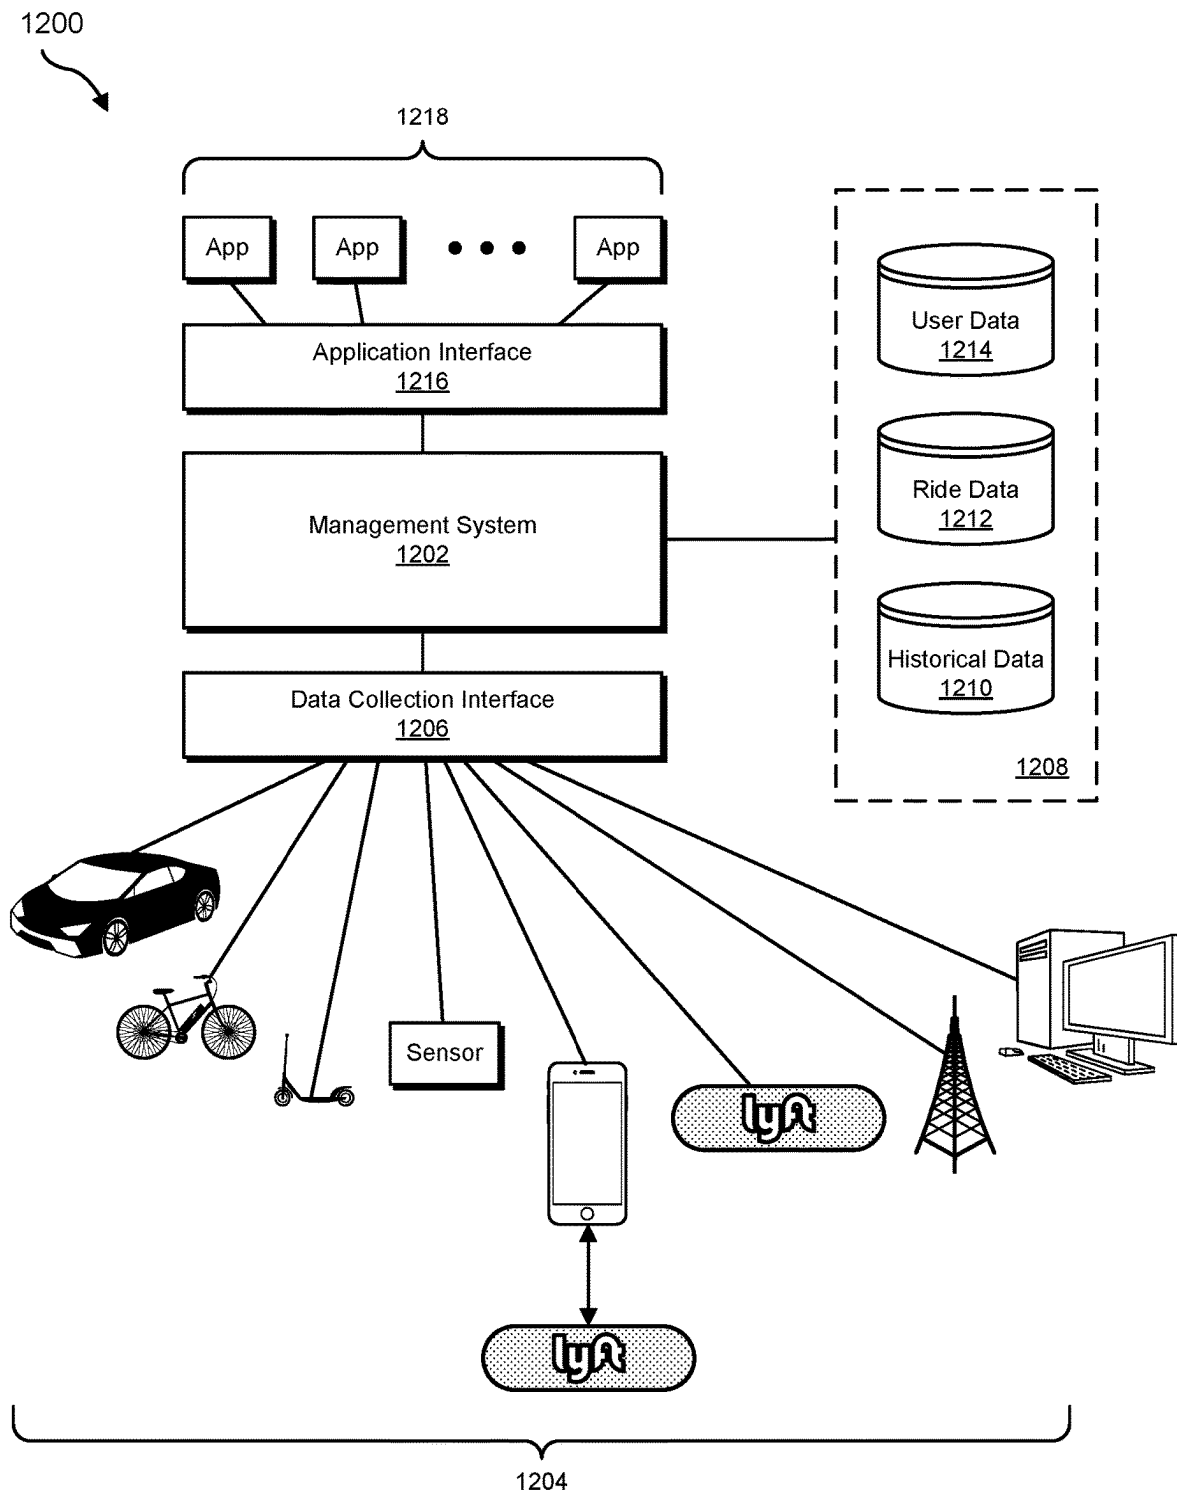 1200
1218
App
App
App
Application Interface
1216
Management System
1202
Data Collection Interface
1206
User Data
1214
Ride Data
1212
Historical Data
1210
1208
Sensor
lyft
lyft
1204